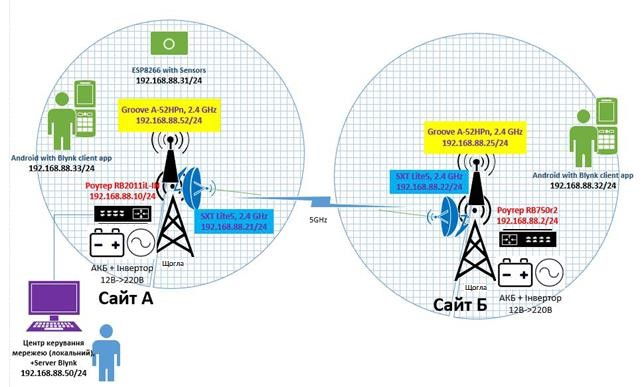 ESP8266 with Sensors
192.168.88.31/24
Groove A-52HPn, 2.4 GHz
192.168.88.52/24
Android with Blynk client app
192.168.88.33/24
Роутер RB2011iL-IN
192.168.88.10/24
SXT Lite5, 2.4 GHz
192.168.88.21/24
АКБ + Інвертор
12В->220В
Щогла
Сайт А
Центр керування
мережею (локальний),
+Server Blynk
192.168.88.50/24
5GHz
Groove A-52HPn, 2.4 GHz
192.168.88.25/24
SXT Lite5, 2.4 GHz
192.168.88.22/24
Android with Blynk client app
192.168.88.32/24
Роутер RB750r2
192.168.88.2/24
Щогла
АКБ + Інвертор
12В->220В
Сайт Б